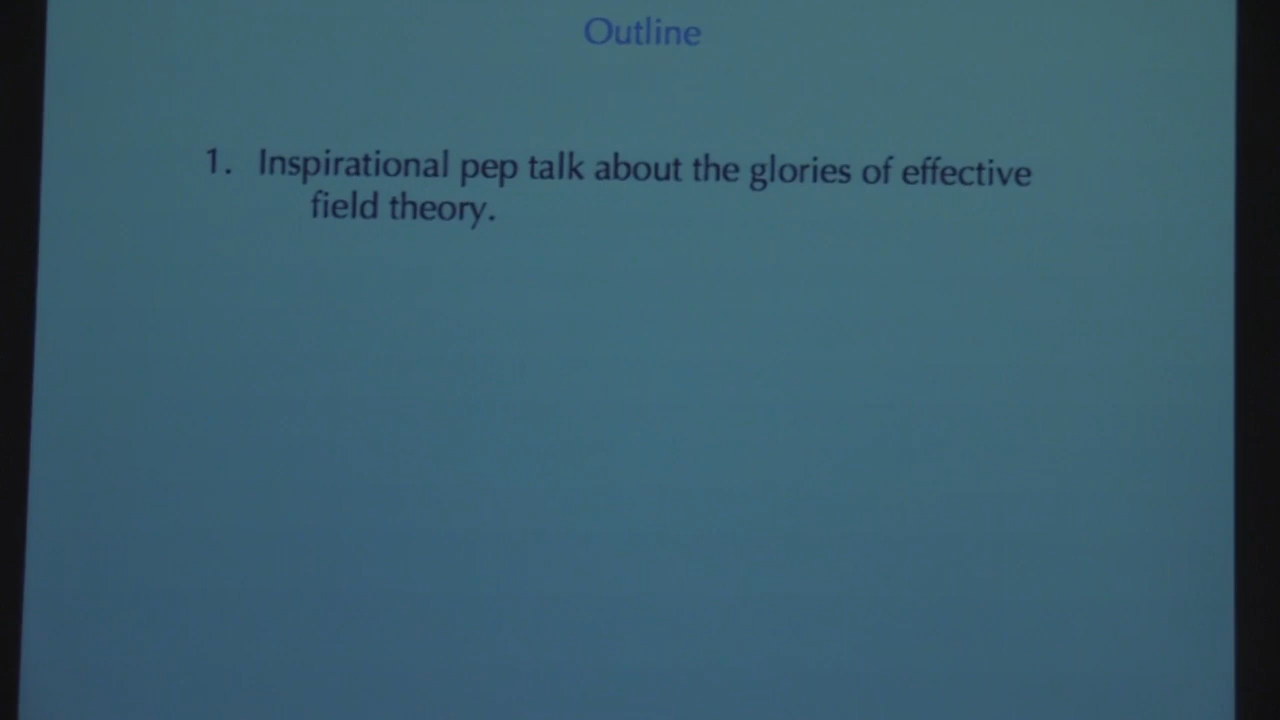 Outline
1. Inspirational pep talk about the glories of effective
field theory.